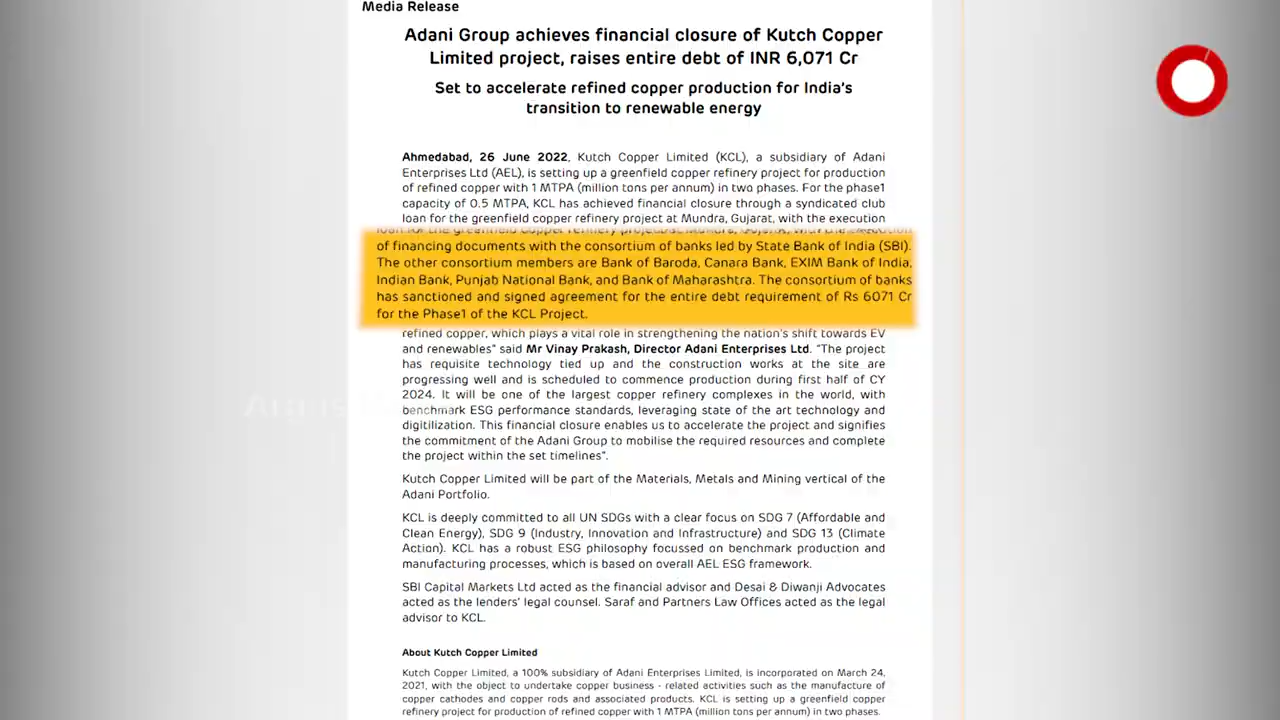 Media Release
Adani Group achieves financial closure of Kutch Copper
Limited project, raises entire debt of INR 6,071 Cr
Set to accelerate refined copper production for India's
transition to renewable energy
Ahmedabad, 26 June 2022, Kutch Copper Limited (KCL), a subsidiary of Adani
Enterprises Ltd (AEL), is setting up a greenfield copper refinery project for production
of refined copper with 1 MTPA (million tons per annum) in two phases. For the phase1
capacity of 0.5 MTPA, KCL has achieved financial closure through a syndicated club
loan for the greenfield copper refinery project at Mundra, Gujarat, with the execution
of financing documents with the consortium of banks led by State Bank of India (SBI).
The other consortium members are Bank of Baroda, Canara Bank, EXIM Bank of India,
Indian Bank, Punjab National Bank, and Bank of Maharashtra. The consortium of banks
has sanctioned and signed agreement for the entire debt requirement of Rs 6071 Cr
for the Phase1 of the KCL Project.
refined copper, which plays a vital role in strengthening the nation's shift towards EV
and renewables" said Mr Vinay Prakash, Director Adani Enterprises Ltd. "The project
has requisite technology tied up and the construction works at the site are
progressing well and is scheduled to commence production during first half of CY
2024. It will be one of the largest copper refinery complexes in the world, with
benchmark ESG performance standards, leveraging state of the art technology and
digitilization. This financial closure enables us to accelerate the project and signifies
the commitment of the Adani Group to mobilise the required resources and complete
the project within the set timelines".
Kutch Copper Limited will be part of the Materials, Metals and Mining vertical of the
Adani Portfolio.
KCL is deeply committed to all UN SDGs with a clear focus on SDG 7 (Affordable and
Clean Energy), SDG 9 (Industry, Innovation and Infrastructure) and SDG 13 (Climate
Action). KCL has a robust ESG philosophy focussed on benchmark production and
manufacturing processes, which is based on overall AEL ESG framework.
SBI Capital Markets Ltd acted as the financial advisor and Desai & Diwanji Advocates
acted as the lenders' legal counsel. Saraf and Partners Law Offices acted as the legal
advisor to KCL.
About Kutch Copper Limited
Kutch Copper Limited, a 100% subsidiary of Adani Enterprises Limited, is incorporated on March 24,
2021, with the object to undertake copper business - related activities such as the manufacture of
copper cathodes and copper rods and associated products. KCL is setting up a greenfield copper
refinery project for production of refined copper with 1 MTPA (million tons per annum) in two phases.